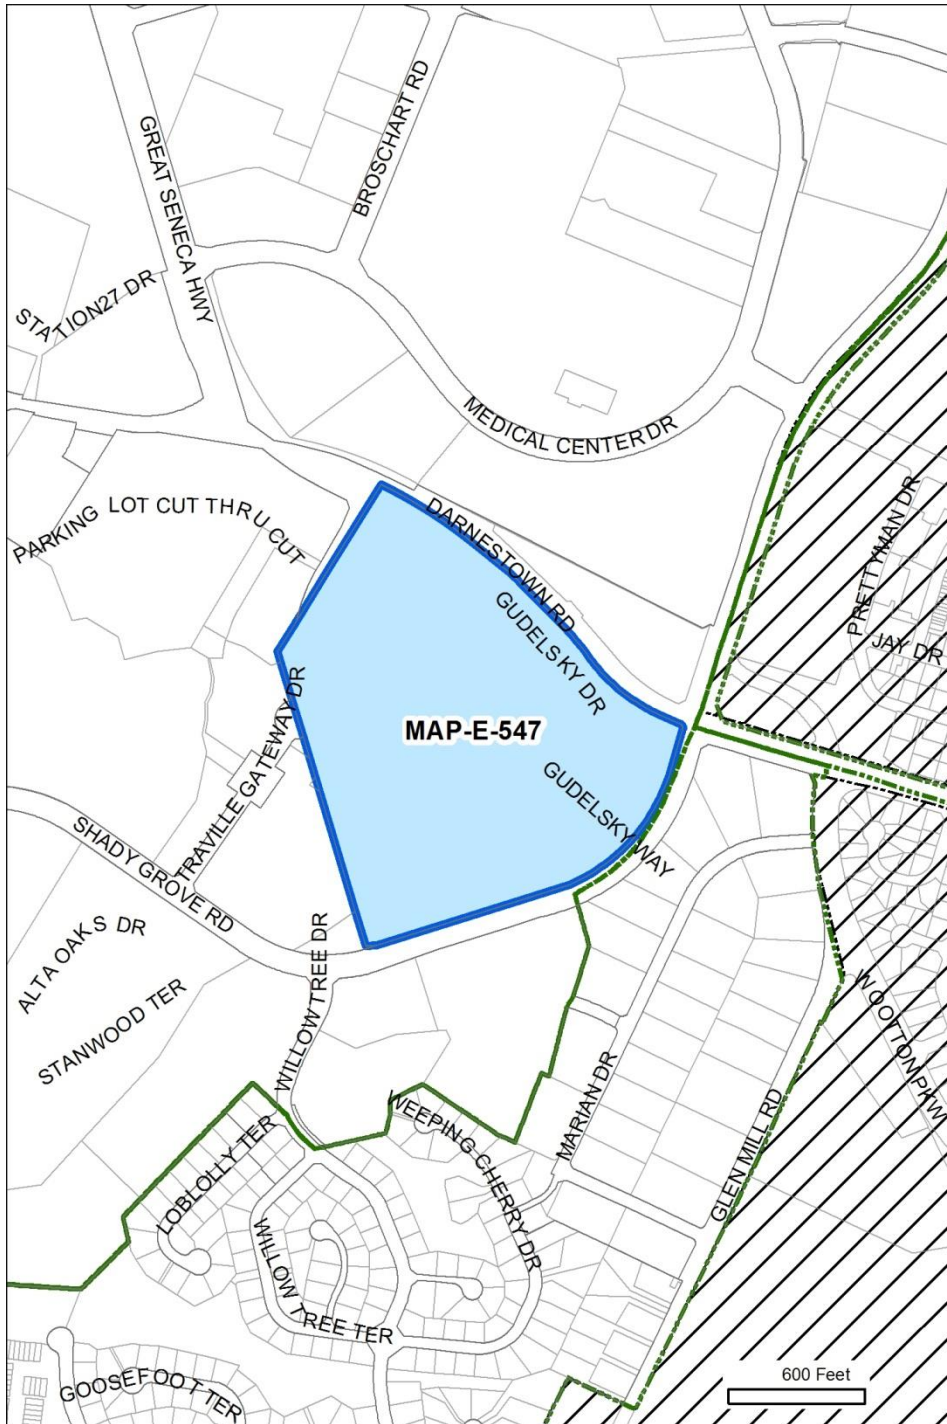 BROSCHART RD
GREAT SENECA HWY
STATION27 DR
MEDICAL CENTER DR
PARKING LOT CUT THRU CUT
DARNESTOWN RD
PRETTYMAN DR
GUDELSKY DR
JAY DR
TRAVILLE GATEWAY DR
MAP-E-547
GUDELSKY WAY
SHADY GROVE RD
ALTA OAKS DR
WILLOW TREE DR
STANWOOD TER
WOOTTON PKWY
MARIAN DR
WEEPING CHERRY DR
GLEN MILL RD
LOBLOLLY TER
WILLOW TREE TER
GOOSEFOOT TER
600 Feet